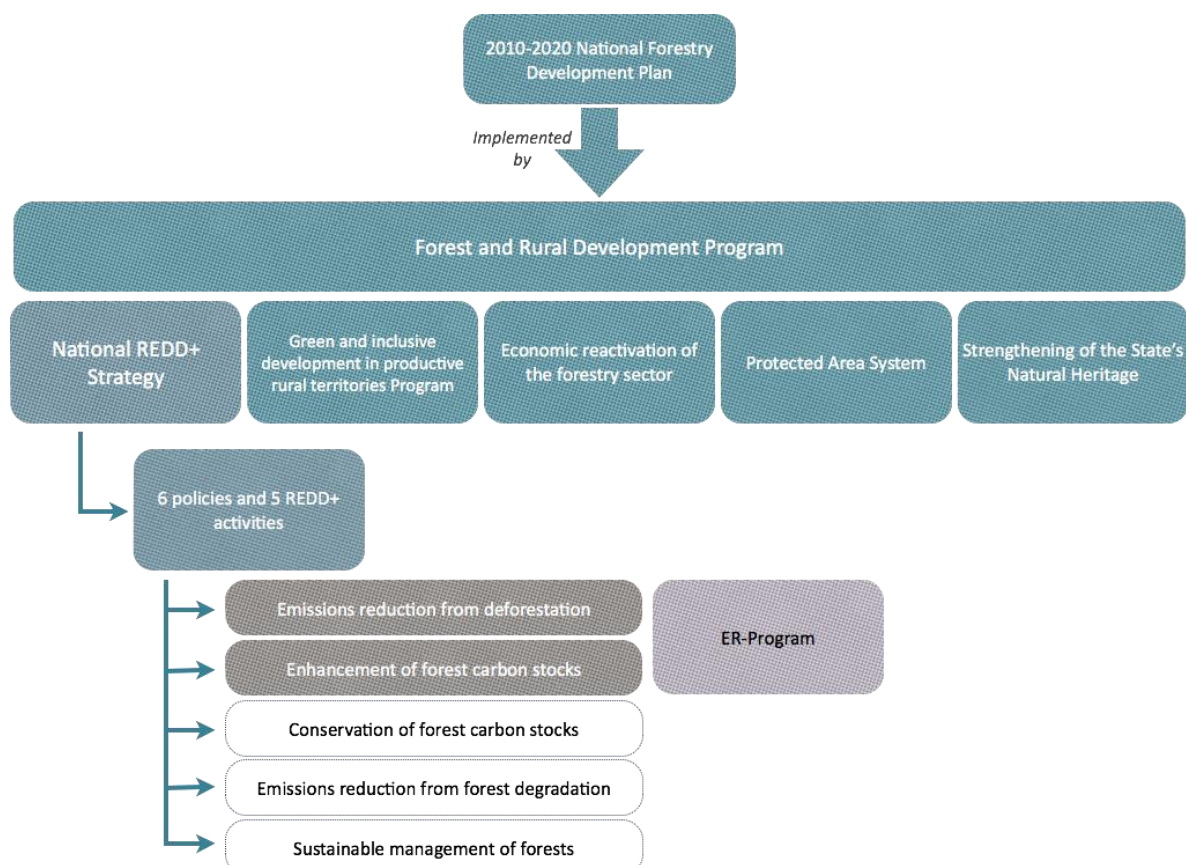 2010-2020 National Forestry
Development Plan
Implemented
by
Forest and Rural Development Program
National REDD+
Strategy
Green and inclusive
development in productive
rural territories Program
Economic reactivation of
the forestry sector
Protected Area System
Strengthening of the State's
Natural Heritage
6 policies and 5 REDD+
activities
Emissions reduction from deforestation
Enhancement of forest carbon stocks
ER-Program
Conservation of forest carbon stocks
Emissions reduction from forest degradation
Sustainable management of forests